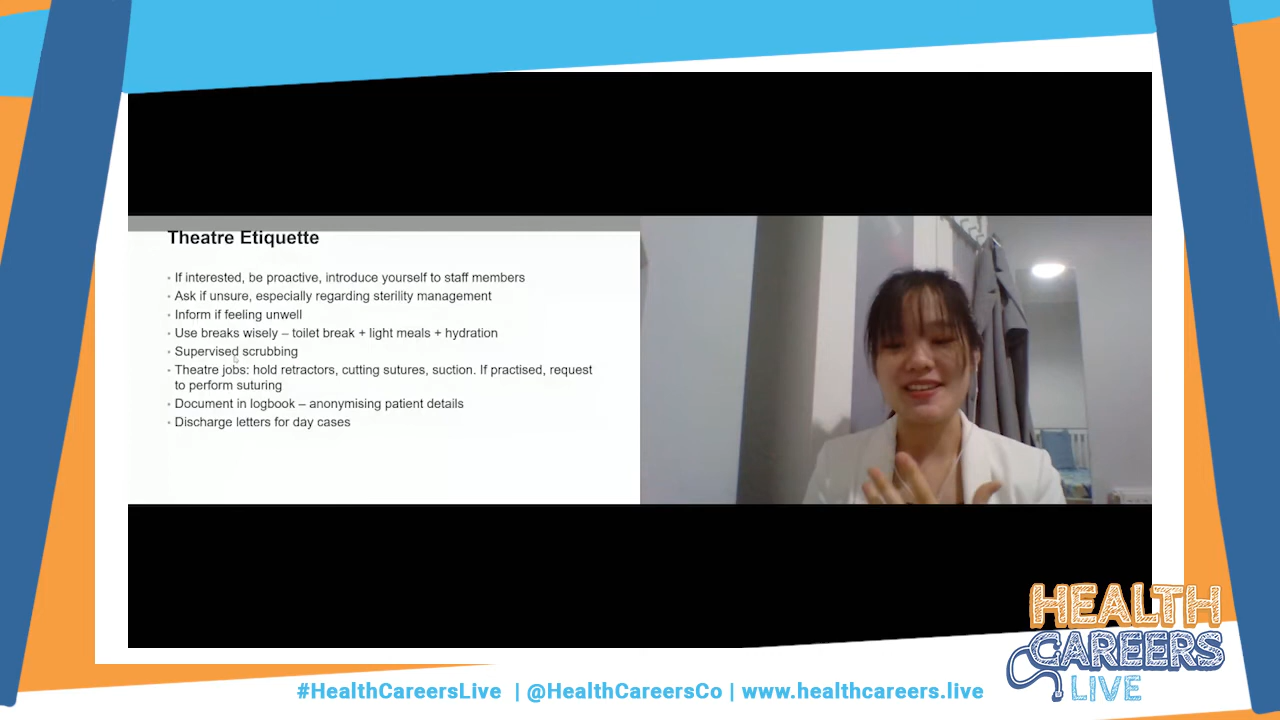 Theatre Etiquette
If interested, be proactive, introduce yourself to staff members
Ask if unsure, especially regarding sterility management
Inform if feeling unwell
Use breaks wisely – toilet break + light meals + hydration
Supervised scrubbing
Theatre jobs: hold retractors, cutting sutures, suction. If practised, request
to perform suturing
Document in logbook – anonymising patient details
Discharge letters for day cases
HEALTH
CAREERS
LIVE
#HealthCareersLive | @HealthCareersCo | www.healthcareers.live